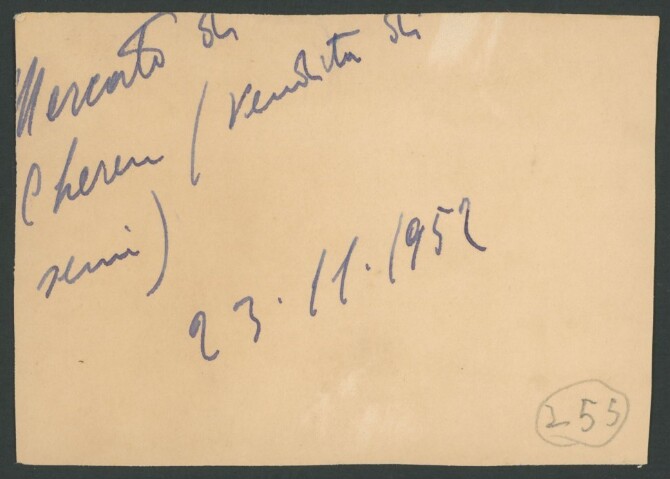 Mercato di
Cheren (vendita di
semi)
23.11.1952
255